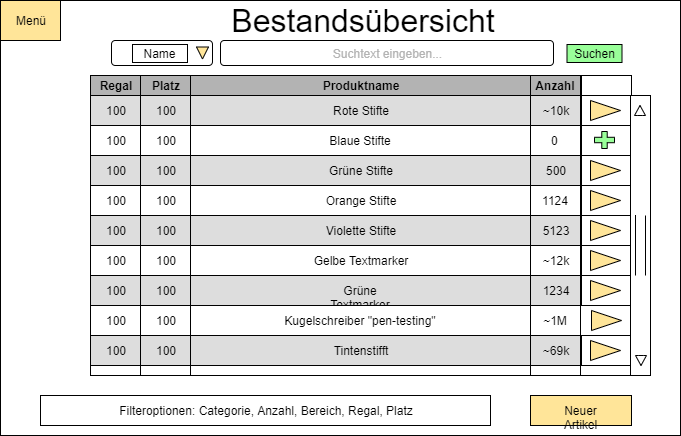 Menü
Bestandsübersicht
Name Suchtext eingeben... Suchen
Regal Platz Produktname Anzahl
100 100 Rote Stifte ~10k
100 100 Blaue Stifte 0
100 100 Grüne Stifte 500
100 100 Orange Stifte 1124
100 100 Violette Stifte 5123
100 100 Gelbe Textmarker ~12k
100 100 Grüne 1234
Textmarker
100 100 Kugelschreiber "pen-testing" ~1M
100 100 Tintenstifft ~69k
Filteroptionen: Categorie, Anzahl, Bereich, Regal, Platz
Neuer
Artikel